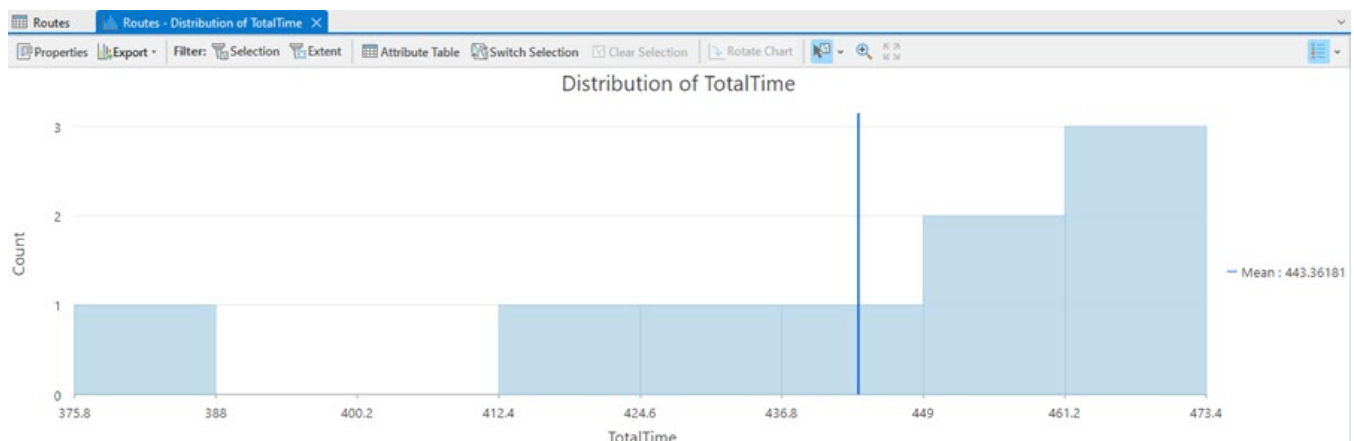 Routes Routes - Distribution of TotalTime
Properties Export Filter: Selection Extent Attribute Table Switch Selection Clear Selection Rotate Chart
Distribution of TotalTime
3
2
1
0
Count
375.8 388 400.2 412.4 424.6 436.8 449 461.2 473.4
TotalTime
Mean : 443.36181